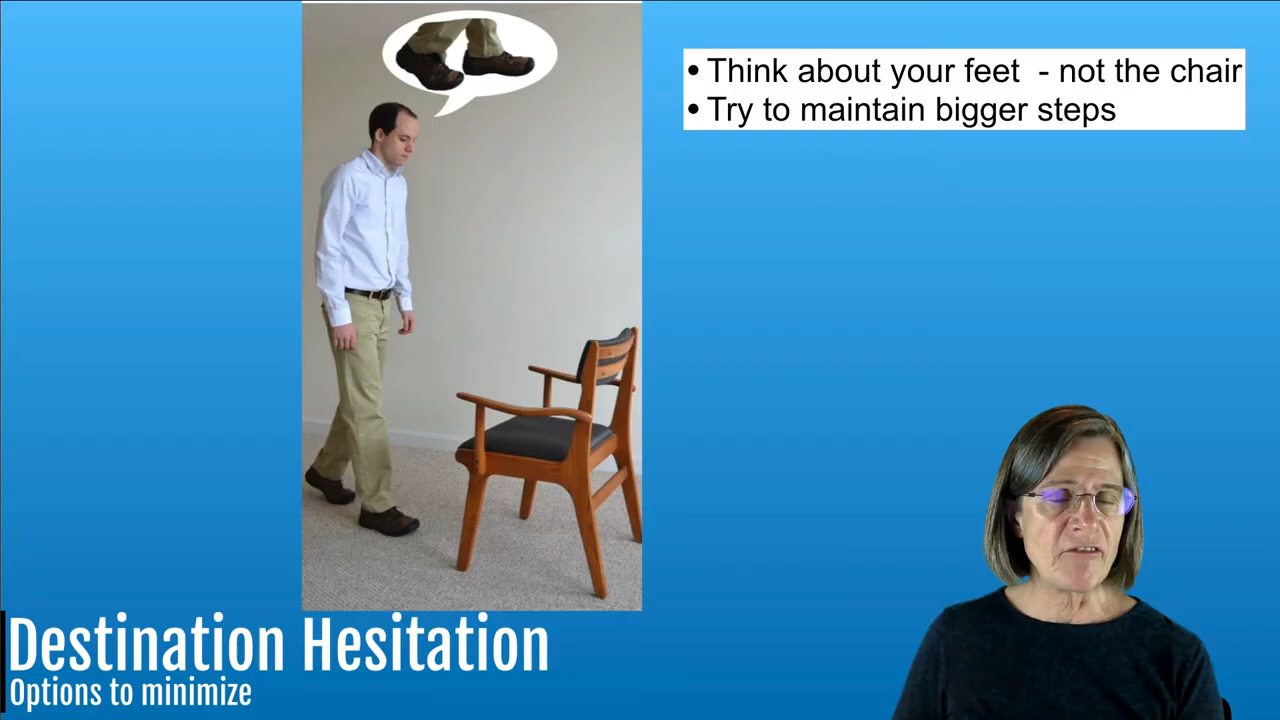 • Think about your feet - not the chair
• Try to maintain bigger steps
Destination Hesitation
Options to minimize